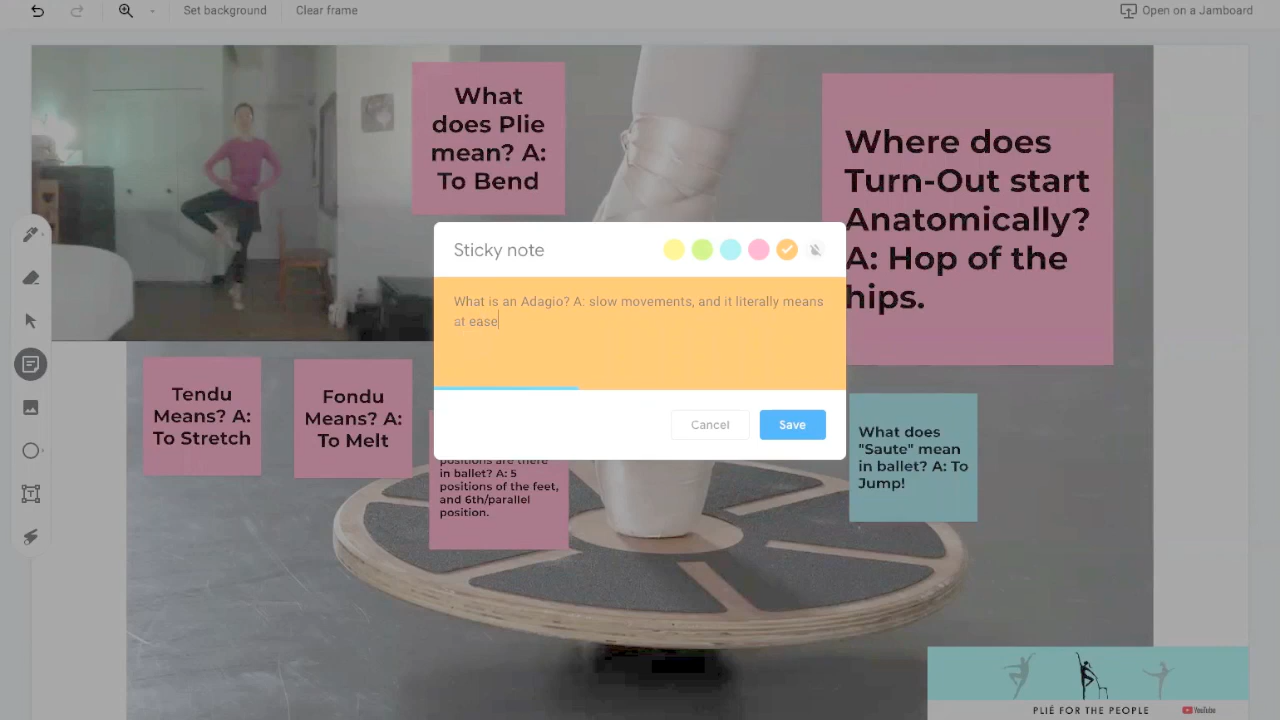 Set background
Clear frame
Open on a Jamboard
What
does Plie
mean? A:
To Bend
Where does
Turn-Out start
Anatomically?
A: Hop of the
hips.
Sticky note
What is an Adagio? A: slow movements, and it literally means
at ease
Cancel
Save
Tendu
Means? A:
To Stretch
Fondu
Means? A:
To Melt
positions are there
in ballet? A: 5
positions of the feet,
and 6th/parallel
position.
What does
"Saute" mean
in ballet? A: To
Jump!
PLIÉ FOR THE PEOPLE
YouTube